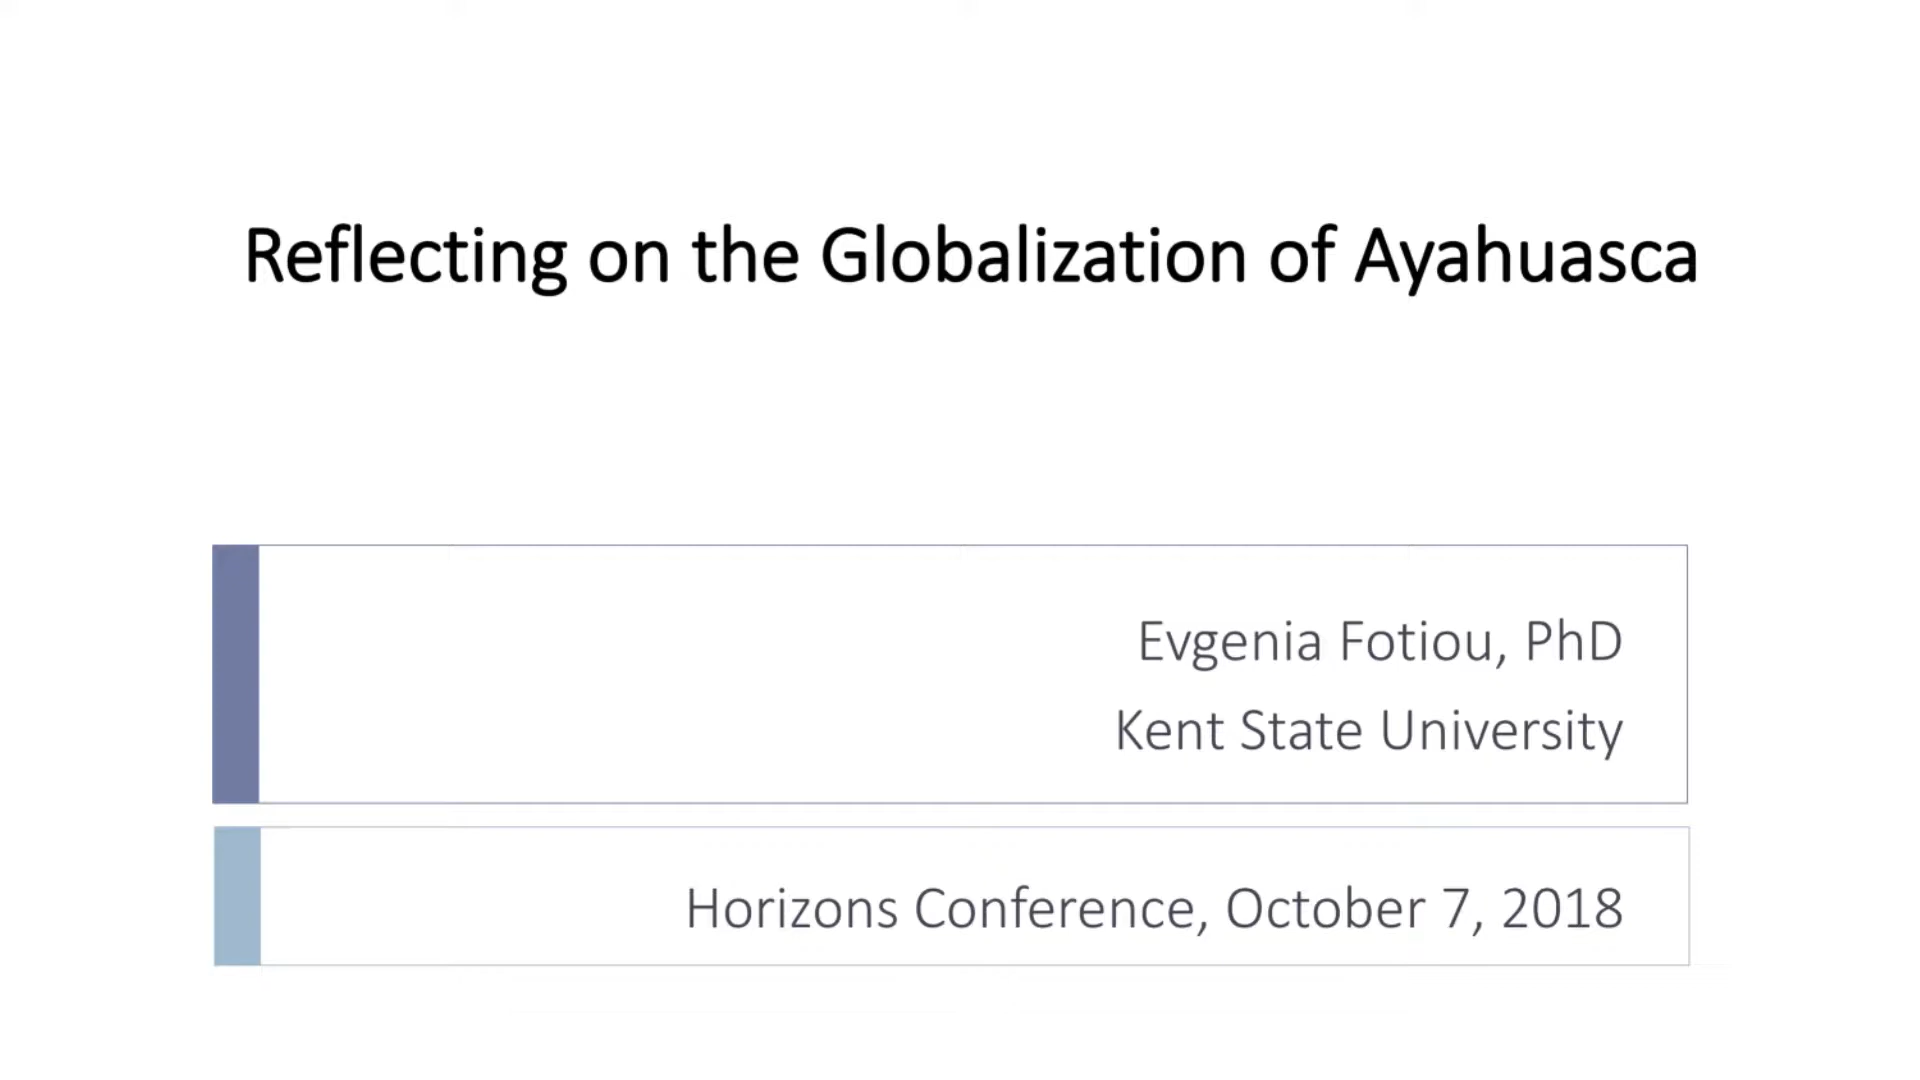 Reflecting on the Globalization of Ayahuasca
Evgenia Fotiou, PhD
Kent State University
Horizons Conference, October 7, 2018